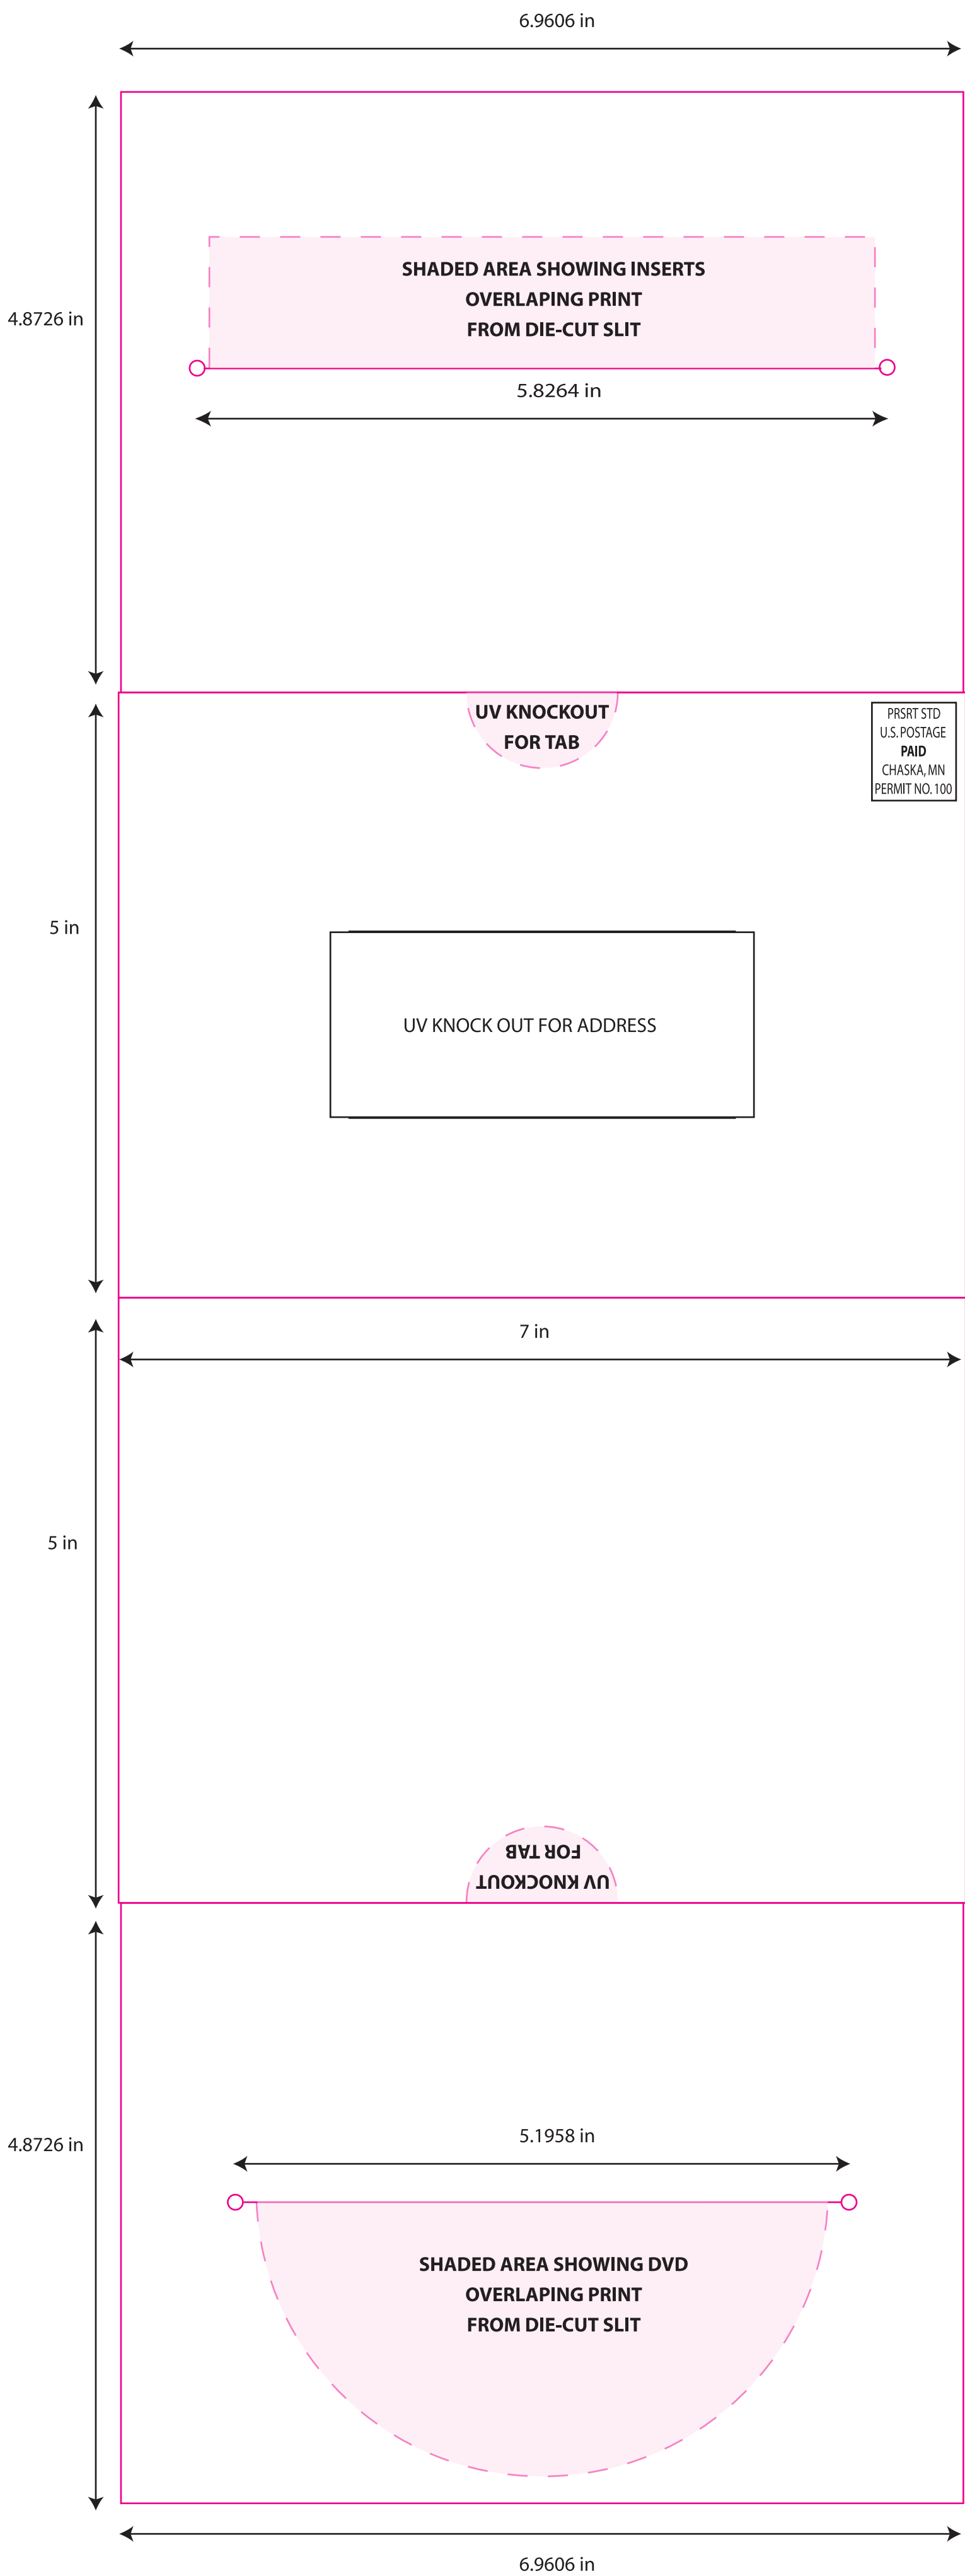 6.9606 in
4.8726 in
SHADED AREA SHOWING INSERTS
OVERLAPING PRINT
FROM DIE-CUT SLIT
5.8264 in
UV KNOCKOUT
FOR TAB
PRSRT STD
U.S. POSTAGE
PAID
CHASKA, MN
PERMIT NO. 100
5 in
UV KNOCK OUT FOR ADDRESS
7 in
5 in
UV KNOCKOUT
FOR TAB
4.8726 in
5.1958 in
SHADED AREA SHOWING DVD
OVERLAPING PRINT
FROM DIE-CUT SLIT
6.9606 in